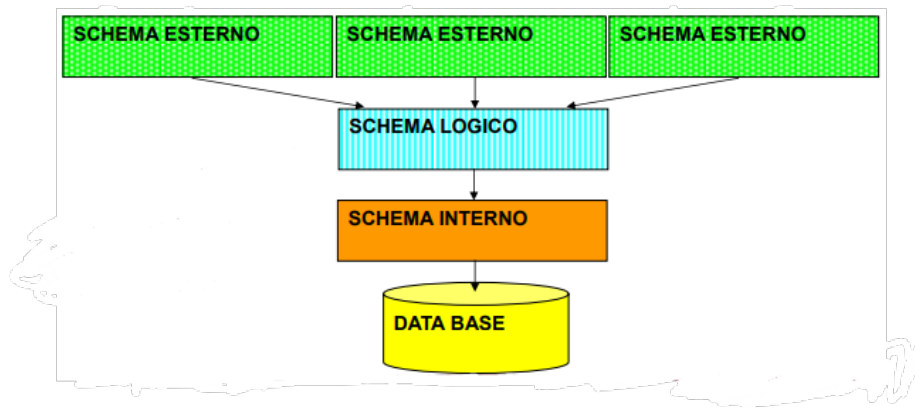 SCHEMA ESTERNO
SCHEMA ESTERNO
SCHEMA ESTERNO
SCHEMA LOGICO
SCHEMA INTERNO
DATA BASE